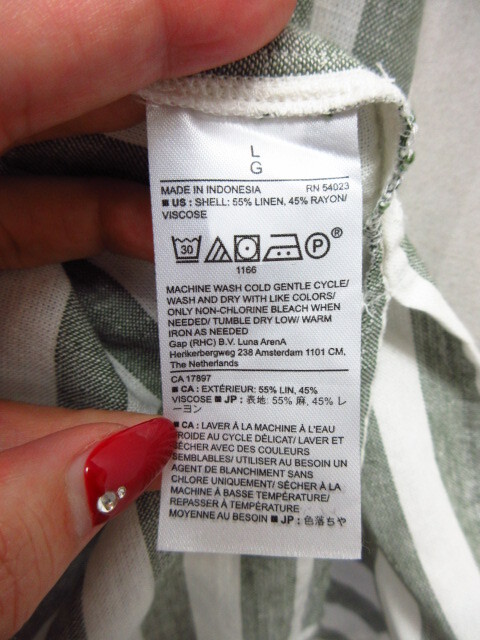 L
G
MADE IN INDONESIA RN 54023
■ US : SHELL: 55% LINEN, 45% RAYON/
VISCOSE
30 P ®
1166
MACHINE WASH COLD GENTLE CYCLE/
WASH AND DRY WITH LIKE COLORS/
ONLY NON-CHLORINE BLEACH WHEN
NEEDED/ TUMBLE DRY LOW/ WARM
IRON AS NEEDED
Gap (RHC) B.V. Luna ArenA
Herikerbergweg 238 Amsterdam 1101 CM,
The Netherlands
CA 17897
■ CA : EXTÉRIEUR: 55% LIN, 45%
VISCOSE ■ JP : 表地: 55% 麻, 45% レ
ーヨン
■ CA : LAVER À LA MACHINE À L'EAU
FROIDE AU CYCLE DÉLICAT/ LAVER ET
SÉCHER AVEC DES COULEURS
SEMBLABLES/ UTILISER AU BESOIN UN
AGENT DE BLANCHIMENT SANS
CHLORE UNIQUEMENT/ SÉCHER À LA
MACHINE À BASSE TEMPÉRATURE/
REPASSER À TEMPÉRATURE
MOYENNE AU BESOIN ■ JP : 色落ちや